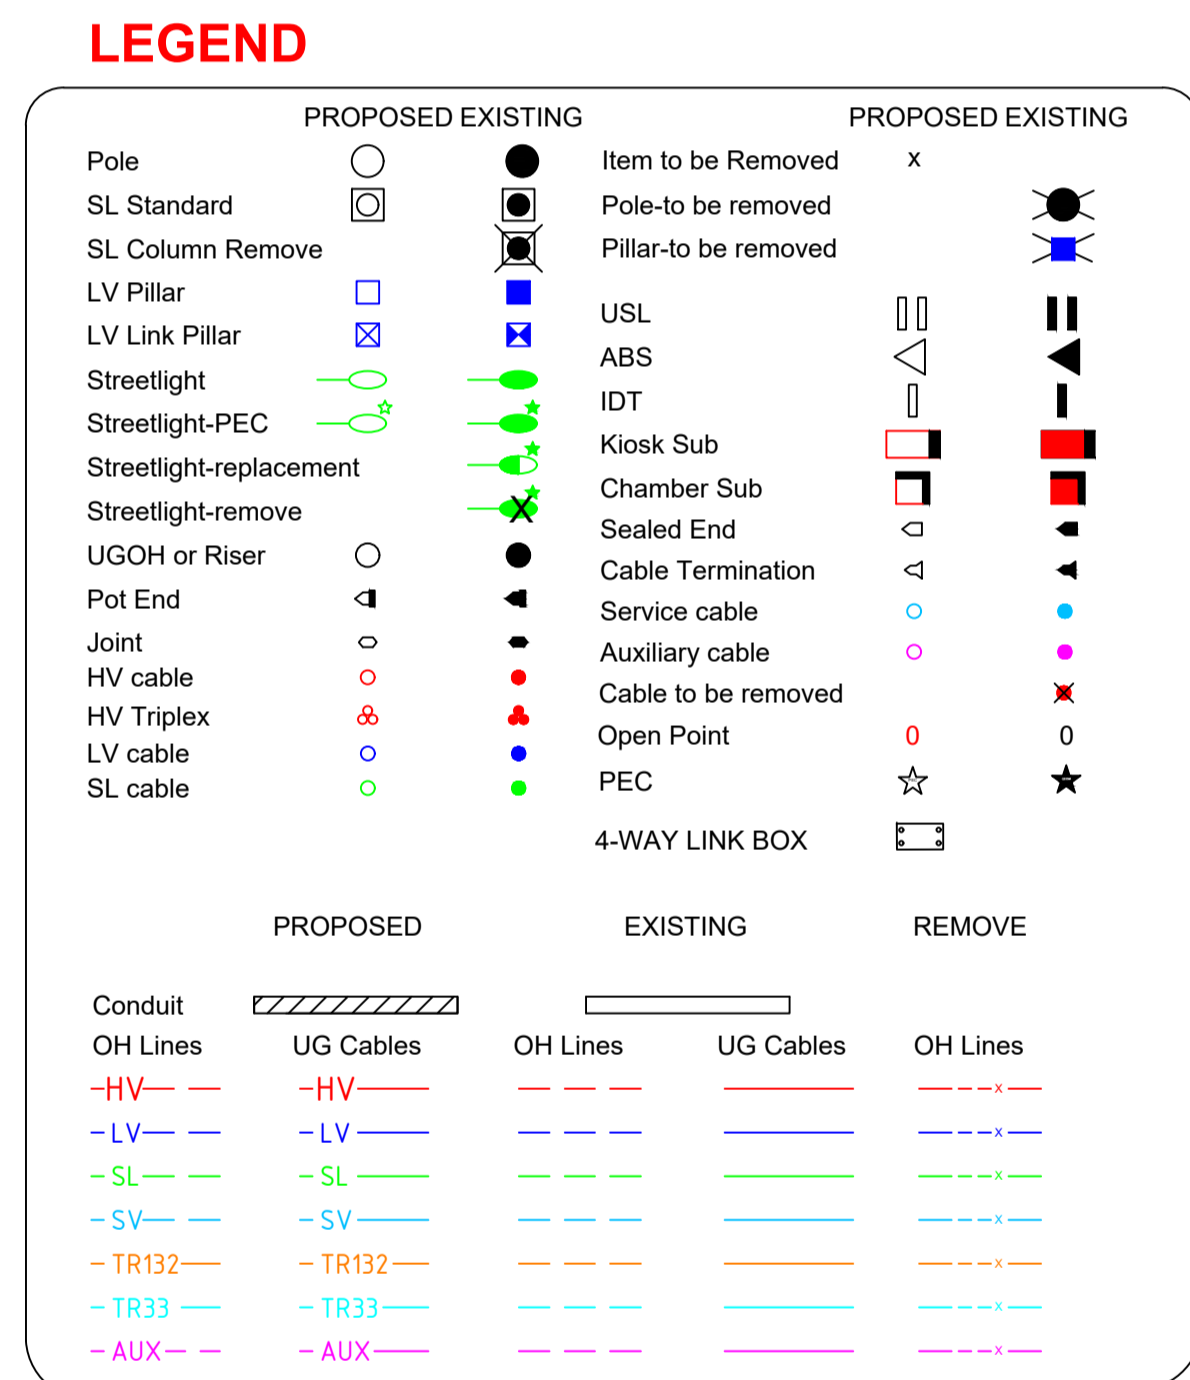 LEGEND
PROPOSED EXISTING
Pole
SL Standard
SL Column Remove
LV Pillar
LV Link Pillar
Streetlight
Streetlight-PEC
Streetlight-replacement
Streetlight-remove
UGOH or Riser
Pot End
Joint
HV cable
HV Triplex
LV cable
SL cable
PROPOSED EXISTING
Item to be Removed x
Pole-to be removed
Pillar-to be removed
USL
ABS
IDT
Kiosk Sub
Chamber Sub
Sealed End
Cable Termination
Service cable
Auxiliary cable
Cable to be removed
Open Point 0 0
PEC
4-WAY LINK BOX
PROPOSED EXISTING REMOVE
Conduit
OH Lines UG Cables OH Lines UG Cables OH Lines
HV HV x
LV LV x
SL SL x
SV SV x
TR132 TR132 x
TR33 TR33 x
AUX AUX x